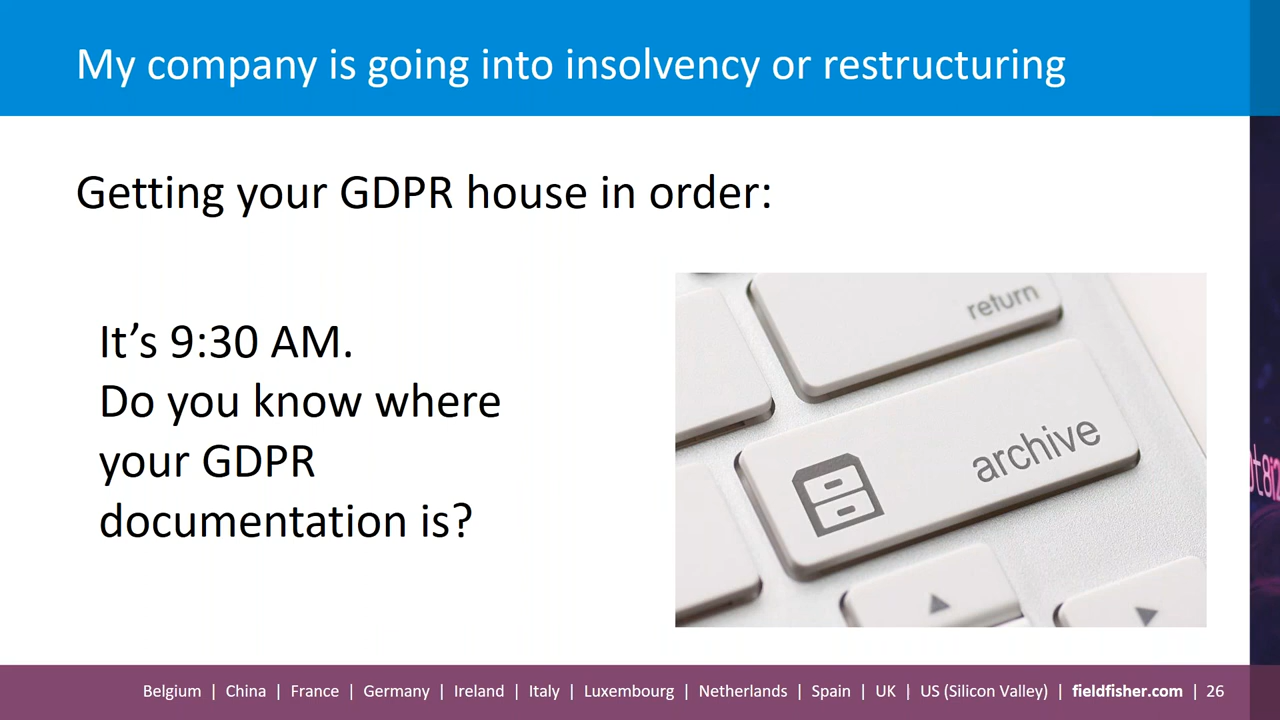 My company is going into insolvency or restructuring
Getting your GDPR house in order:
It’s 9:30 AM.
Do you know where
your GDPR
documentation is?
return
archive
Belgium | China | France | Germany | Ireland | Italy | Luxembourg | Netherlands | Spain | UK | US (Silicon Valley) | fieldfisher.com | 26